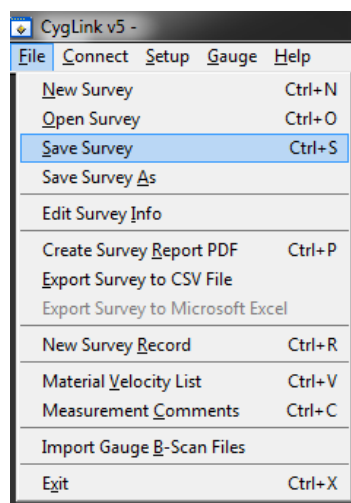 CygLink v5 -
File Connect Setup Gauge Help
New Survey Ctrl+N
Open Survey Ctrl+O
Save Survey Ctrl+S
Save Survey As
Edit Survey Info
Create Survey Report PDF Ctrl+P
Export Survey to CSV File
Export Survey to Microsoft Excel
New Survey Record Ctrl+R
Material Velocity List Ctrl+V
Measurement Comments Ctrl+C
Import Gauge B-Scan Files
Exit Ctrl+X